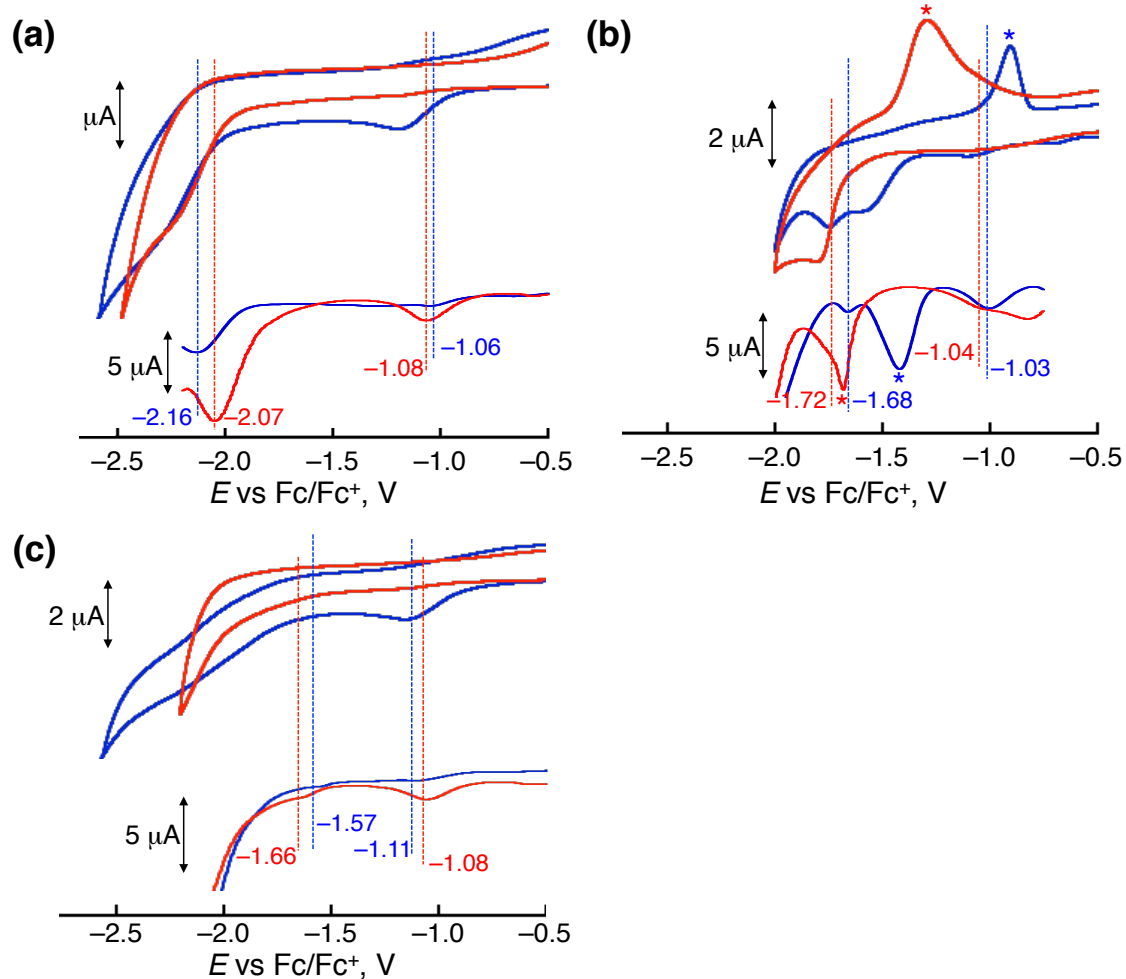 (a)
μA
5 μA
–1.06
–1.08
–2.16
–2.07
–2.5
–2.0
–1.5
–1.0
–0.5
E vs Fc/Fc⁺, V
(b)
*
*
2 μA
5 μA
–1.04
–1.03
–1.72
*
–1.68
*
–2.5
–2.0
–1.5
–1.0
–0.5
E vs Fc/Fc⁺, V
(c)
2 μA
5 μA
–1.57
–1.11
–1.66
–1.08
–2.5
–2.0
–1.5
–1.0
–0.5
E vs Fc/Fc⁺, V